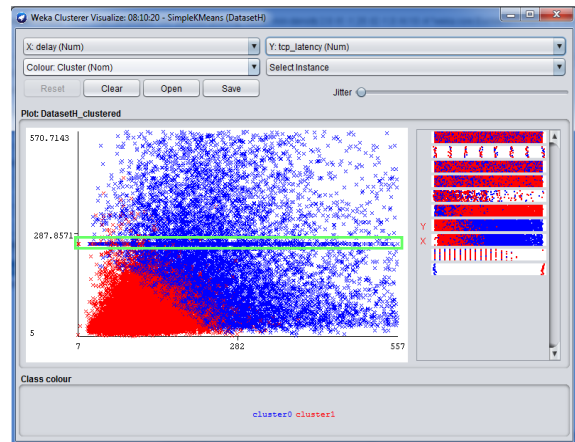 Weka Clusterer Visualize: 08:10:20 - SimpleKMeans (DatasetH)
X: delay (Num)
Y: tcp_latency (Num)
Colour: Cluster (Nom)
Select Instance
Reset
Clear
Open
Save
Jitter
Plot: DatasetH_clustered
570.7143
287.8571
5
7
282
557
Y
X
Class colour
cluster0 cluster1